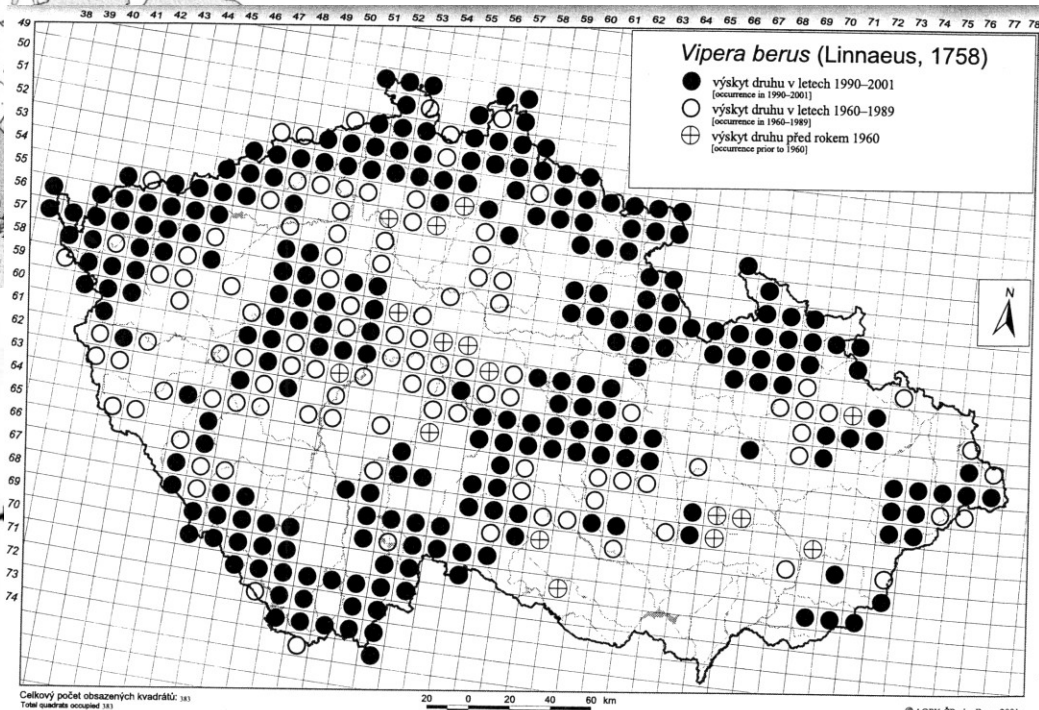 38 39 40 41 42 43 44 45 46 47 48 49 50 51 52 53 54 55 56 57 58 59 60 61 62 63 64 65 66 67 68 69 70 71 72 73 74 75 76 77 78
49
50
51
52
53
54
55
56
57
58
59
60
61
62
63
64
65
66
67
68
69
70
71
72
73
74
Vipera berus (Linnaeus, 1758)
výskyt druhu v letech 1990–2001
[occurrence in 1990–2001]
výskyt druhu v letech 1960–1989
[occurrence in 1960–1989]
výskyt druhu před rokem 1960
[occurrence prior to 1960]
N
Celkový počet obsazených kvadrátů: 383
Total quadrats occupied 383
20 0 20 40 60 km